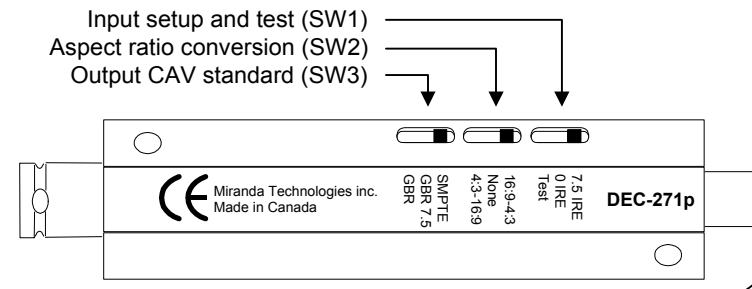 Input setup and test (SW1)
Aspect ratio conversion (SW2)
Output CAV standard (SW3)
CE
Miranda Technologies inc.
Made in Canada
SMPTE
GBR 7.5
GBR
16:9-4:3
None
4:3-16:9
7.5 IRE
0 IRE
Test
DEC-271p